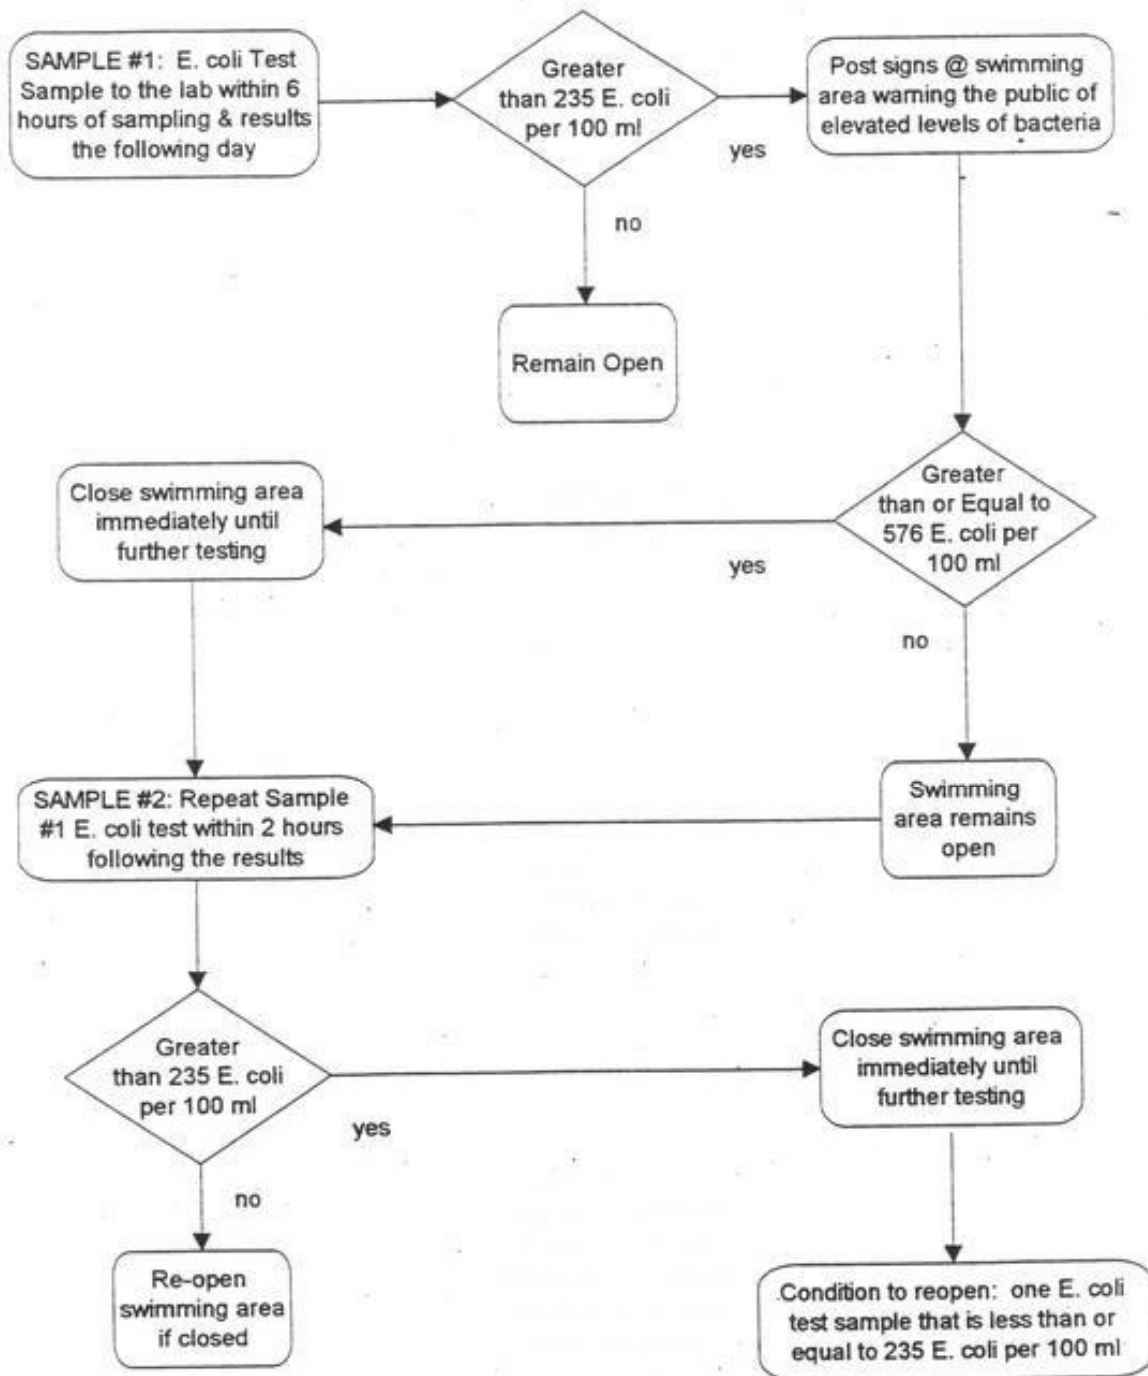 SAMPLE #1: E. coli Test
Sample to the lab within 6
hours of sampling & results
the following day
Greater
than 235 E. coli
per 100 ml
yes
Post signs @ swimming
area warning the public of
elevated levels of bacteria
no
Remain Open
Greater
than or Equal to
576 E. coli per
100 ml
yes
Close swimming area
immediately until
further testing
no
Swimming
area remains
open
SAMPLE #2: Repeat Sample
#1 E. coli test within 2 hours
following the results
Greater
than 235 E. coli
per 100 ml
yes
Close swimming area
immediately until
further testing
no
Re-open
swimming area
if closed
Condition to reopen: one E. coli
test sample that is less than or
equal to 235 E. coli per 100 ml